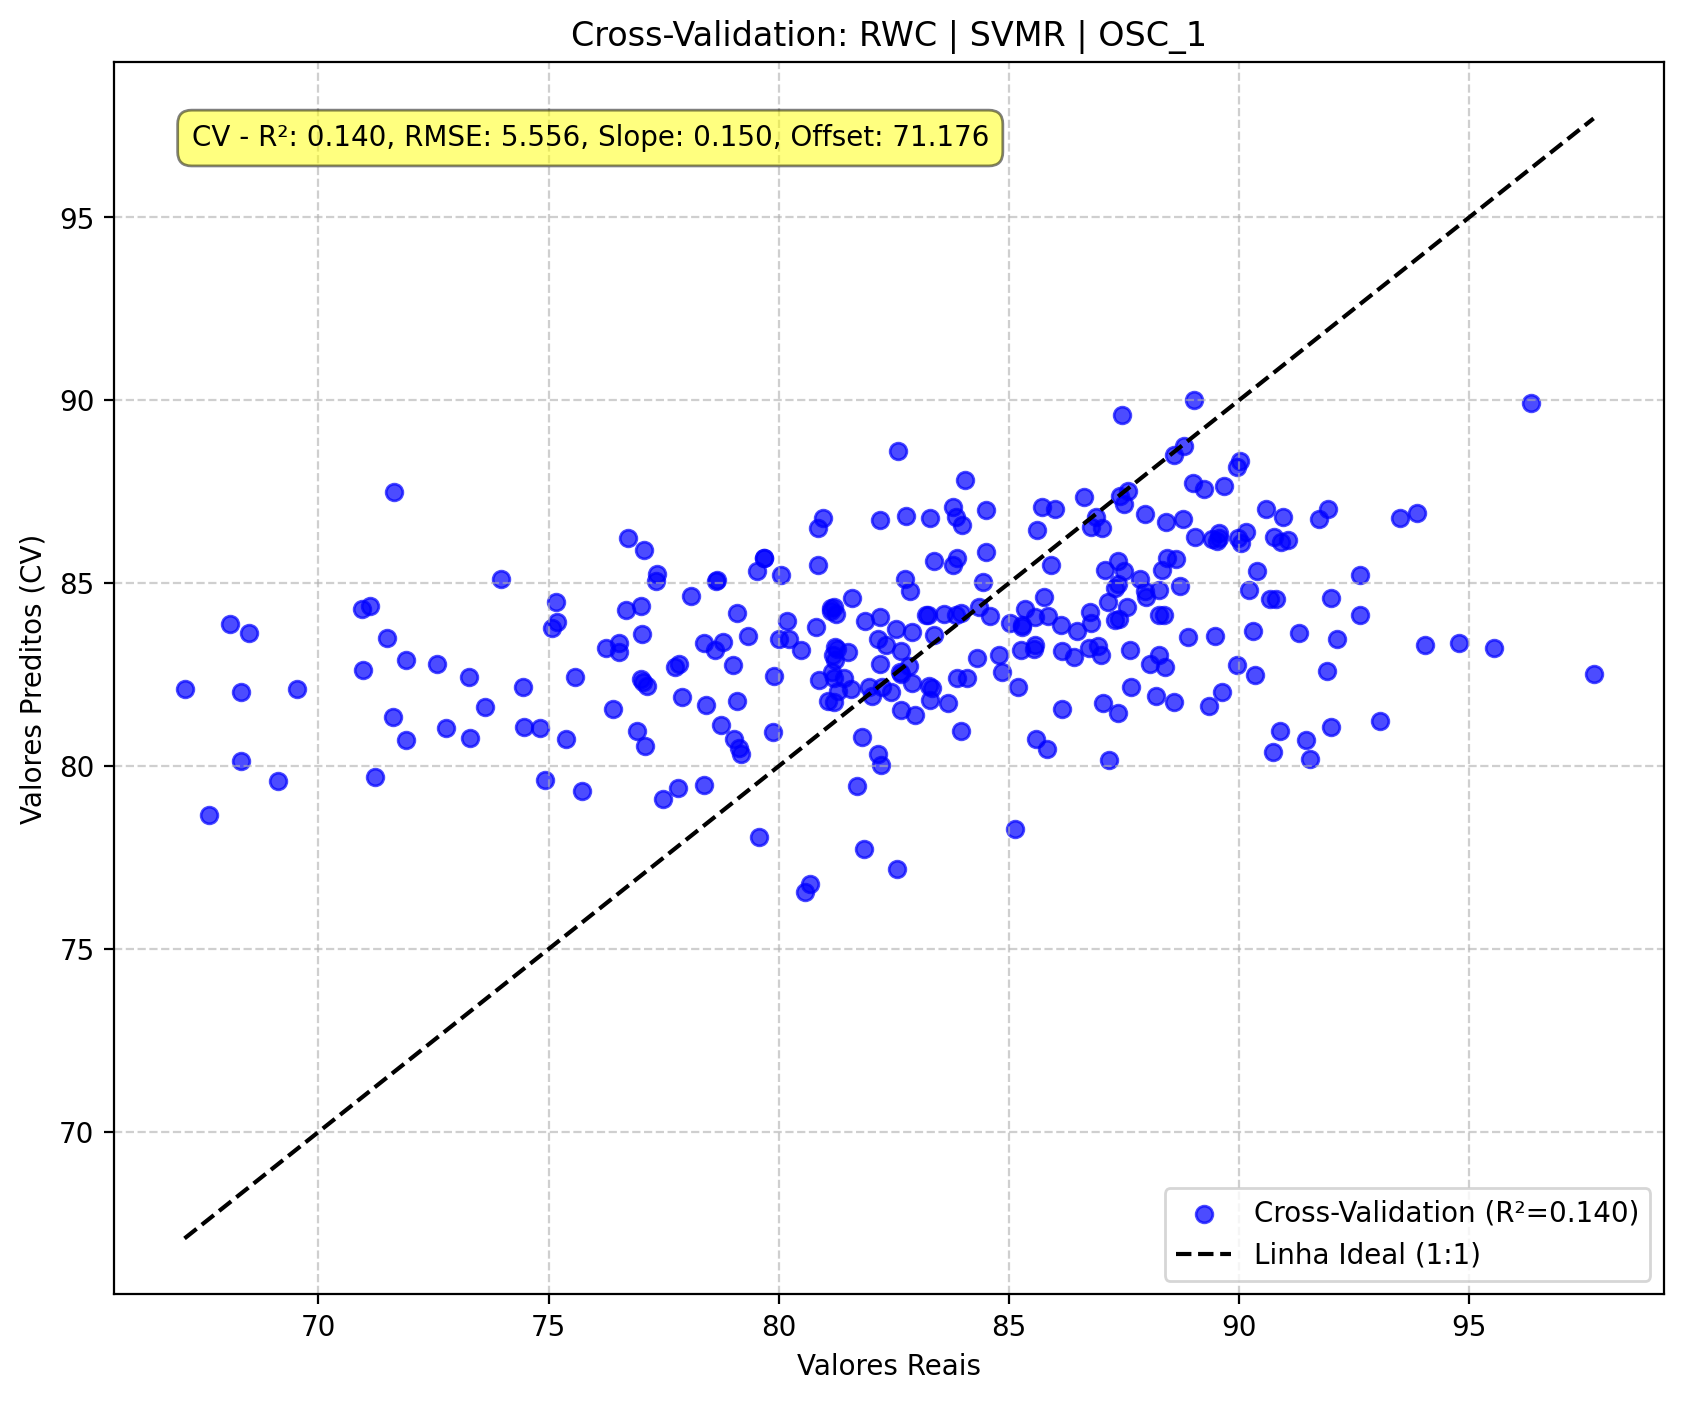 Cross-Validation: RWC | SVMR | OSC_1
CV - R²: 0.140, RMSE: 5.556, Slope: 0.150, Offset: 71.176
Valores Preditos (CV)
95
90
85
80
75
70
Cross-Validation (R²=0.140)
Linha Ideal (1:1)
70 75 80 85 90 95
Valores Reais